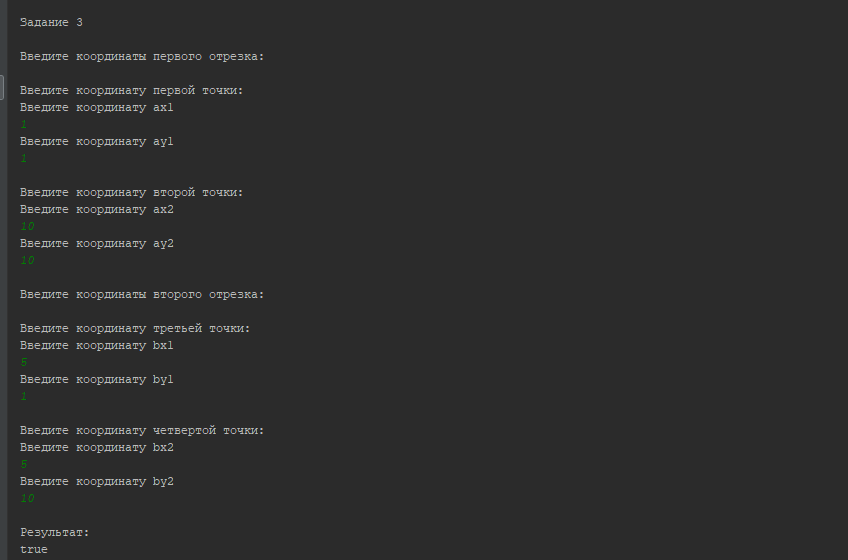 Задание 3
Введите координаты первого отрезка:
Введите координату первой точки:
Введите координату ax1
1
Введите координату ay1
1
Введите координату второй точки:
Введите координату ax2
10
Введите координату ay2
10
Введите координаты второго отрезка:
Введите координату третьей точки:
Введите координату bx1
5
Введите координату by1
1
Введите координату четвертой точки:
Введите координату bx2
5
Введите координату by2
10
Результат:
true